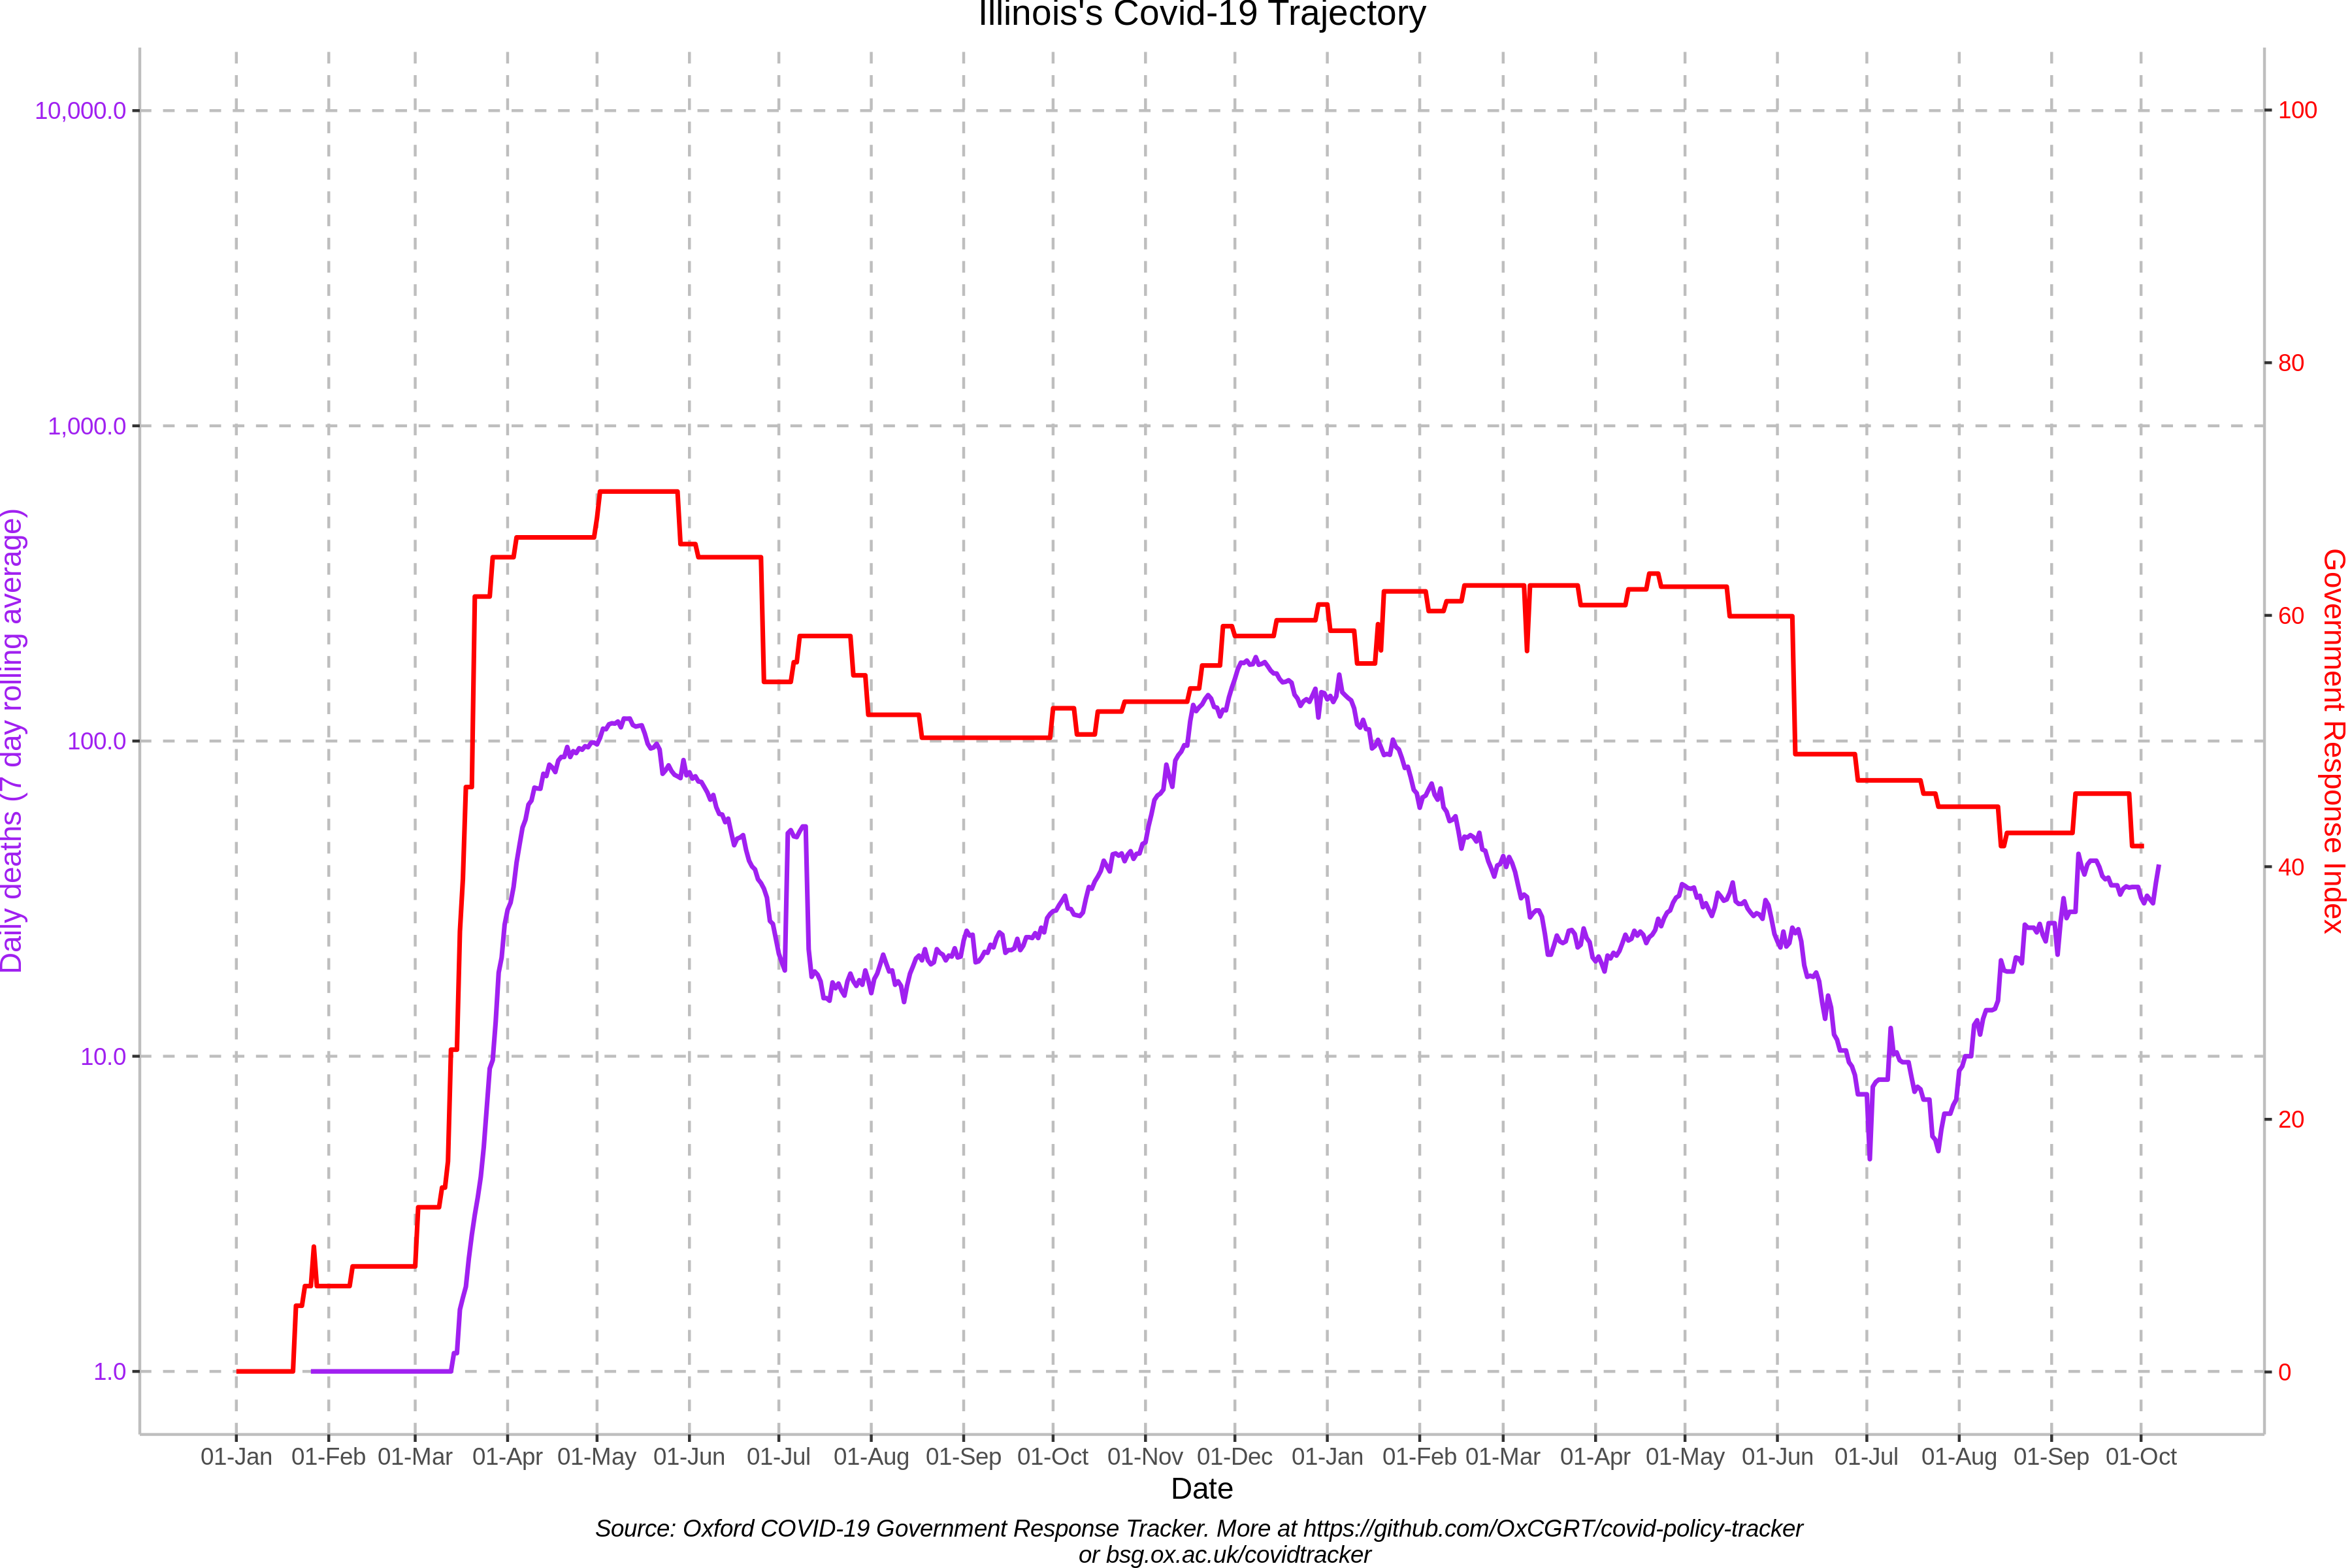 Illinois's Covid-19 Trajectory
10,000.0
1,000.0
100.0
10.0
1.0
Daily deaths (7 day rolling average)
100
80
60
40
20
0
Government Response Index
01-Jan 01-Feb 01-Mar 01-Apr 01-May 01-Jun 01-Jul 01-Aug 01-Sep 01-Oct 01-Nov 01-Dec 01-Jan 01-Feb 01-Mar 01-Apr 01-May 01-Jun 01-Jul 01-Aug 01-Sep 01-Oct
Date
Source: Oxford COVID-19 Government Response Tracker. More at https://github.com/OxCGRT/covid-policy-tracker
or bsg.ox.ac.uk/covidtracker